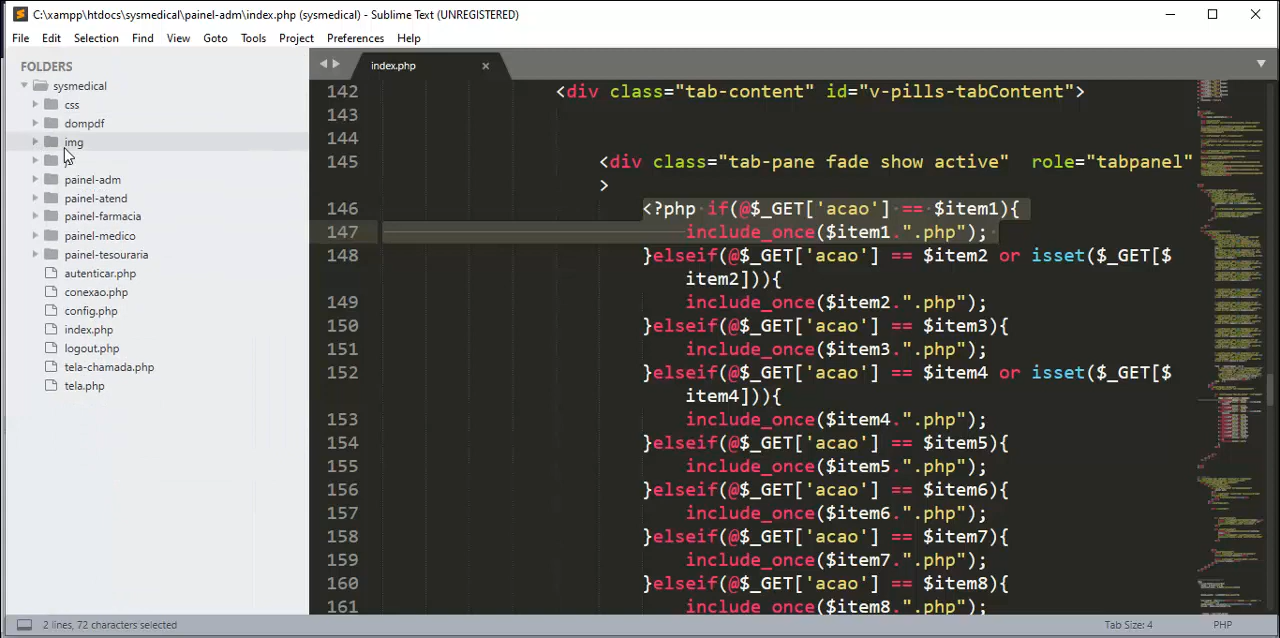 C:\xampp\htdocs\sysmedical\painel-adm\index.php (sysmedical) - Sublime Text (UNREGISTERED)
File Edit Selection Find View Goto Tools Project Preferences Help
FOLDERS
sysmedical
css
dompdf
img
painel-adm
painel-atend
painel-farmacia
painel-medico
painel-tesouraria
autenticar.php
conexao.php
config.php
index.php
logout.php
tela-chamada.php
tela.php
index.php
142 <div class="tab-content" id="v-pills-tabContent">
143
144
145 <div class="tab-pane fade show active"  role="tabpanel"
>
146 <?php if(@$_GET['acao'] == $item1){
147 include_once($item1.".php");
148 }elseif(@$_GET['acao'] == $item2 or isset($_GET[$
item2])){
149 include_once($item2.".php");
150 }elseif(@$_GET['acao'] == $item3){
151 include_once($item3.".php");
152 }elseif(@$_GET['acao'] == $item4 or isset($_GET[$
item4])){
153 include_once($item4.".php");
154 }elseif(@$_GET['acao'] == $item5){
155 include_once($item5.".php");
156 }elseif(@$_GET['acao'] == $item6){
157 include_once($item6.".php");
158 }elseif(@$_GET['acao'] == $item7){
159 include_once($item7.".php");
160 }elseif(@$_GET['acao'] == $item8){
161 include_once($item8.".php");
2 lines, 72 characters selected
Tab Size: 4
PHP